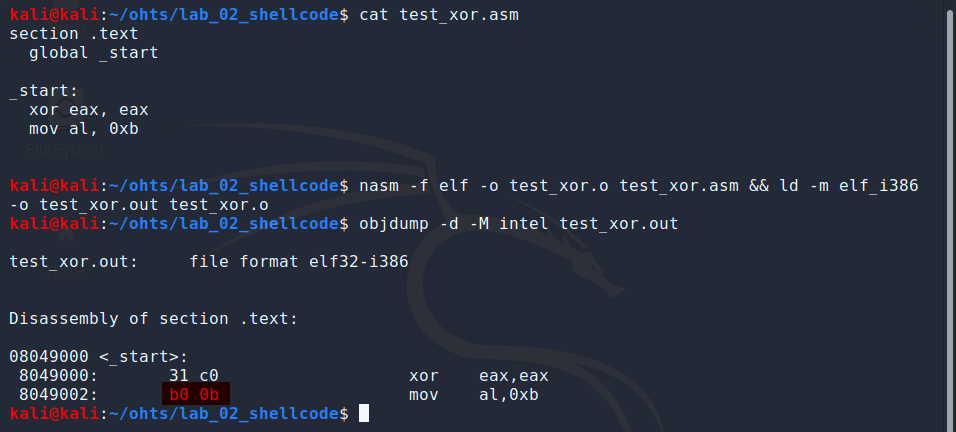 kali@kali:~/ohts/lab_02_shellcode$ cat test_xor.asm
section .text
  global _start
_start:
  xor eax, eax
  mov al, 0xb
File System
kali@kali:~/ohts/lab_02_shellcode$ nasm -f elf -o test_xor.o test_xor.asm && ld -m elf_i386
-o test_xor.out test_xor.o
kali@kali:~/ohts/lab_02_shellcode$ objdump -d -M intel test_xor.out
test_xor.out:     file format elf32-i386
Disassembly of section .text:
08049000 <_start>:
 8049000:       31 c0                   xor    eax,eax
 8049002:       b0 0b                   mov    al,0xb
kali@kali:~/ohts/lab_02_shellcode$